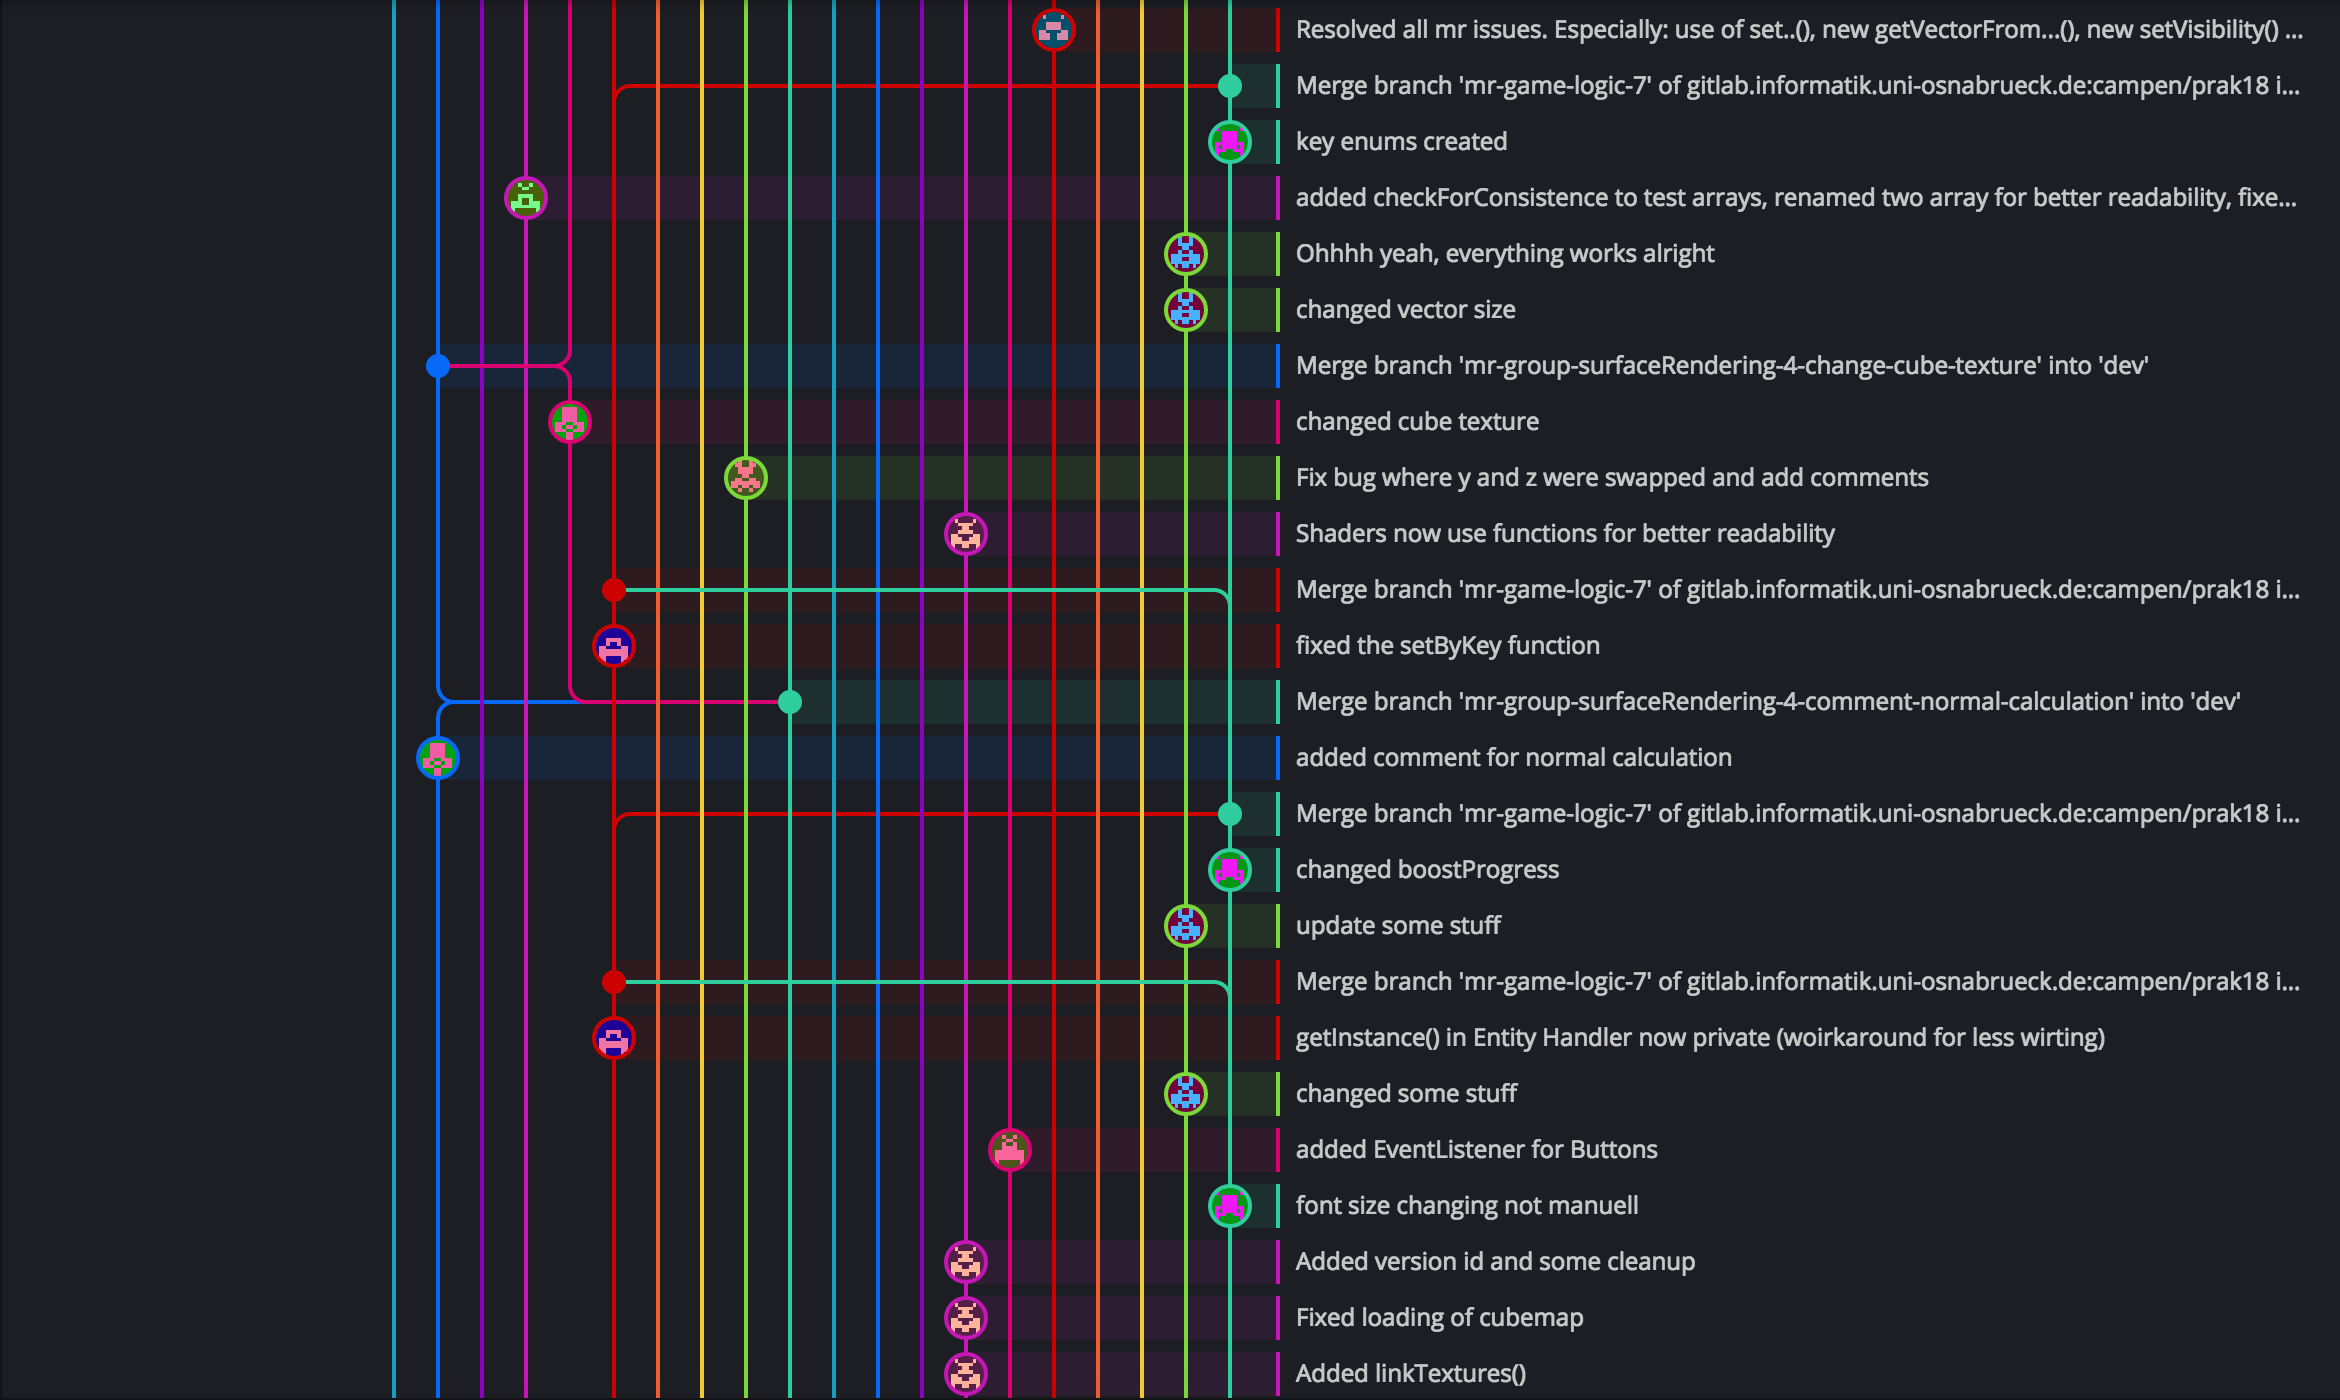 Resolved all mr issues. Especially: use of set..(), new getVectorFrom...(), new setVisibility() ...
Merge branch 'mr-game-logic-7' of gitlab.informatik.uni-osnabrueck.de:campen/prak18 i...
key enums created
added checkForConsistence to test arrays, renamed two array for better readability, fixe...
Ohhhh yeah, everything works alright
changed vector size
Merge branch 'mr-group-surfaceRendering-4-change-cube-texture' into 'dev'
changed cube texture
Fix bug where y and z were swapped and add comments
Shaders now use functions for better readability
Merge branch 'mr-game-logic-7' of gitlab.informatik.uni-osnabrueck.de:campen/prak18 i...
fixed the setByKey function
Merge branch 'mr-group-surfaceRendering-4-comment-normal-calculation' into 'dev'
added comment for normal calculation
Merge branch 'mr-game-logic-7' of gitlab.informatik.uni-osnabrueck.de:campen/prak18 i...
changed boostProgress
update some stuff
Merge branch 'mr-game-logic-7' of gitlab.informatik.uni-osnabrueck.de:campen/prak18 i...
getInstance() in Entity Handler now private (woirkaround for less wirting)
changed some stuff
added EventListener for Buttons
font size changing not manuell
Added version id and some cleanup
Fixed loading of cubemap
Added linkTextures()